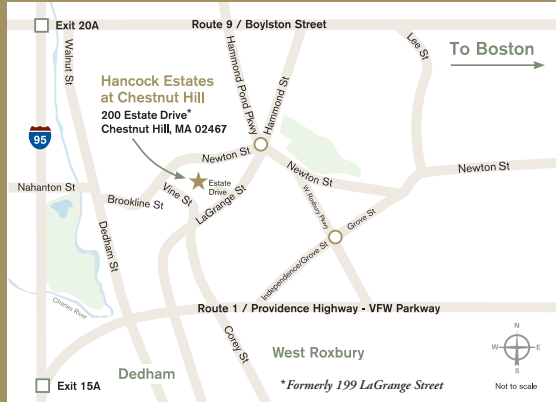 Exit 20A
Route 9 / Boylston Street
Walnut St
Hammond Pond Pkwy
Hammond St
Lee St
To Boston
Hancock Estates
at Chestnut Hill
200 Estate Drive*
Chestnut Hill, MA 02467
95
Newton St
Newton St
Newton St
Nahanton St
Brookline St
Vine St
Estate
Drive
LaGrange St
W. Roxbury Pkwy
Grove St
Independence/Grove St
Dedham St
Charles River
Route 1 / Providence Highway - VFW Parkway
Corey St
West Roxbury
Dedham
Exit 15A
*Formerly 199 LaGrange Street
N
W
E
S
Not to scale